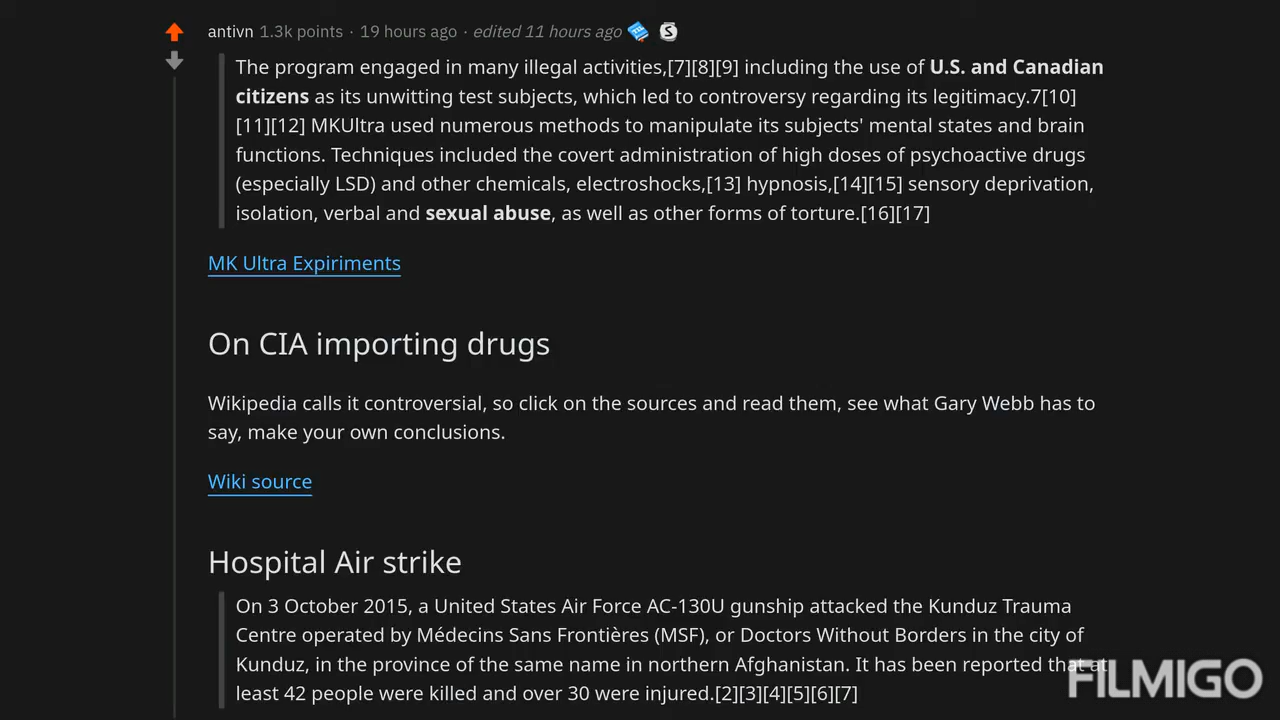 antivn 1.3k points · 19 hours ago · edited 11 hours ago
The program engaged in many illegal activities,[7][8][9] including the use of U.S. and Canadian
citizens as its unwitting test subjects, which led to controversy regarding its legitimacy.7[10]
[11][12] MKUltra used numerous methods to manipulate its subjects' mental states and brain
functions. Techniques included the covert administration of high doses of psychoactive drugs
(especially LSD) and other chemicals, electroshocks,[13] hypnosis,[14][15] sensory deprivation,
isolation, verbal and sexual abuse, as well as other forms of torture.[16][17]
MK Ultra Expiriments
On CIA importing drugs
Wikipedia calls it controversial, so click on the sources and read them, see what Gary Webb has to
say, make your own conclusions.
Wiki source
Hospital Air strike
On 3 October 2015, a United States Air Force AC-130U gunship attacked the Kunduz Trauma
Centre operated by Médecins Sans Frontières (MSF), or Doctors Without Borders in the city of
Kunduz, in the province of the same name in northern Afghanistan. It has been reported that at
least 42 people were killed and over 30 were injured.[2][3][4][5][6][7]
FILMIGO